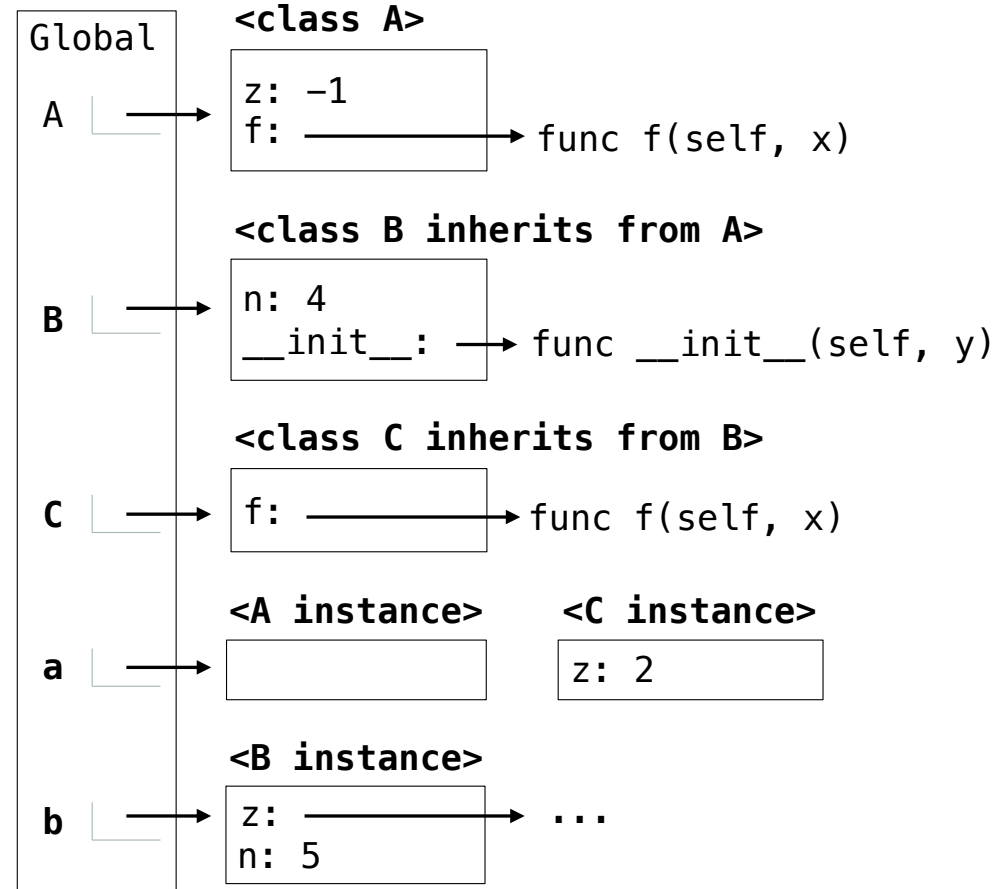 Global
<class A>
A
z: −1
f:
func f(self, x)
<class B inherits from A>
B
n: 4
__init__:
func __init__(self, y)
<class C inherits from B>
C
f:
func f(self, x)
<A instance>
<C instance>
a
z: 2
<B instance>
b
z:
...
n: 5